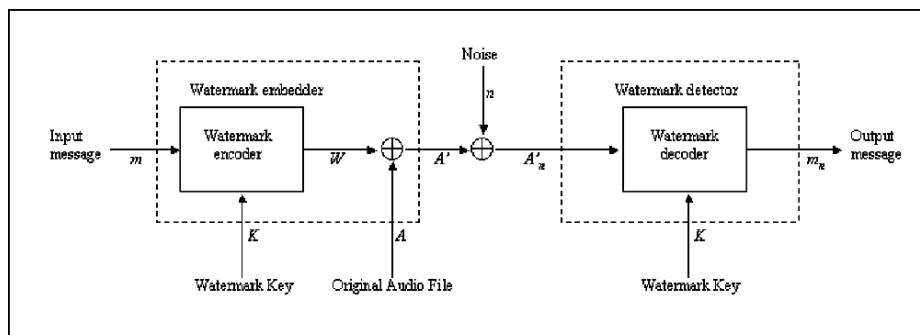 Noise
n
Watermark embedder
Watermark detector
Input
message
m
Watermark
encoder
W
A'
A'n
Watermark
decoder
mn
Output
message
K
A
K
Watermark Key
Original Audio File
Watermark Key